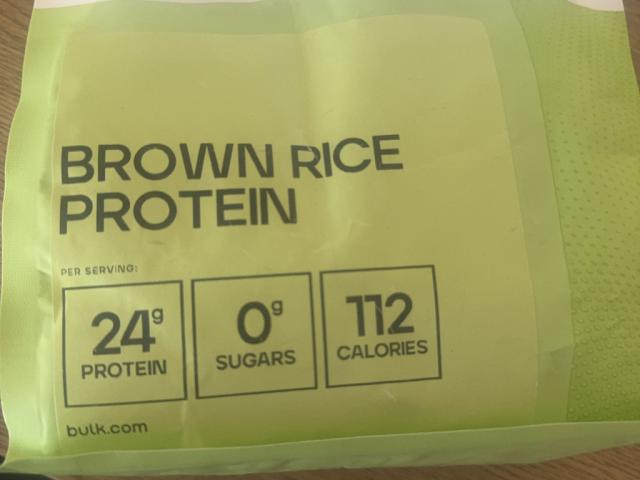 BROWN RICE
PROTEIN
PER SERVING:
24g 0g 112
PROTEIN SUGARS CALORIES
bulk.com